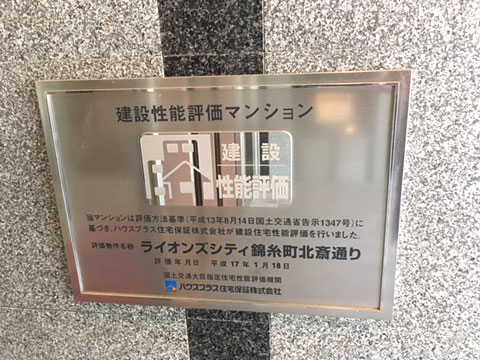 建設性能評価マンション
建設
性能評価
当マンションは評価方法基準(平成13年8月14日国土交通省告示1347号)に
基づき、ハウスプラス住宅保証株式会社が建設住宅性能評価を行いました。
評価物件名称 ライオンズシティ錦糸町北斎通り
評価年月日 平成17年1月18日
国土交通大臣指定住宅性能評価機関
ハウスプラス住宅保証株式会社